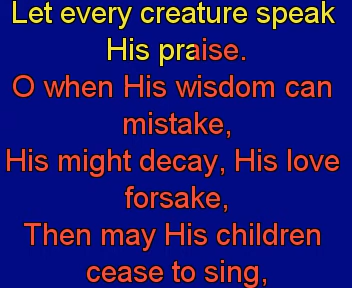 Let every creature speak
His praise.
O when His wisdom can
mistake,
His might decay, His love
forsake,
Then may His children
cease to sing,